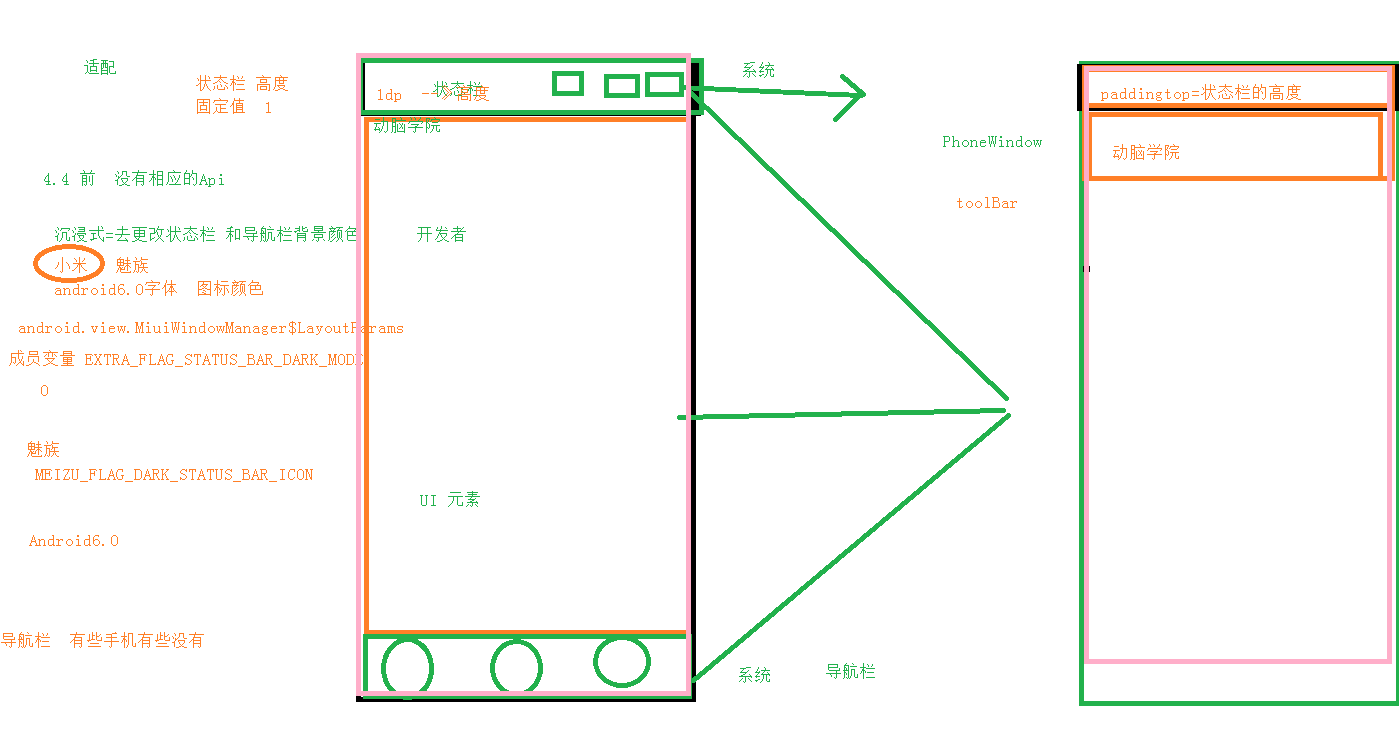 适配
状态栏 高度
固定值 1
4.4 前 没有相应的Api
沉浸式=去更改状态栏 和导航栏背景颜色
小米 魅族
android6.0字体 图标颜色
android.view.MiuiWindowManager$LayoutParams
成员变量 EXTRA_FLAG_STATUS_BAR_DARK_MODE
0
魅族
MEIZU_FLAG_DARK_STATUS_BAR_ICON
Android6.0
导航栏 有些手机有些没有
状态栏
1dp --》高度
动脑学院
开发者
UI 元素
系统
PhoneWindow
toolBar
系统 导航栏
paddingtop=状态栏的高度
动脑学院